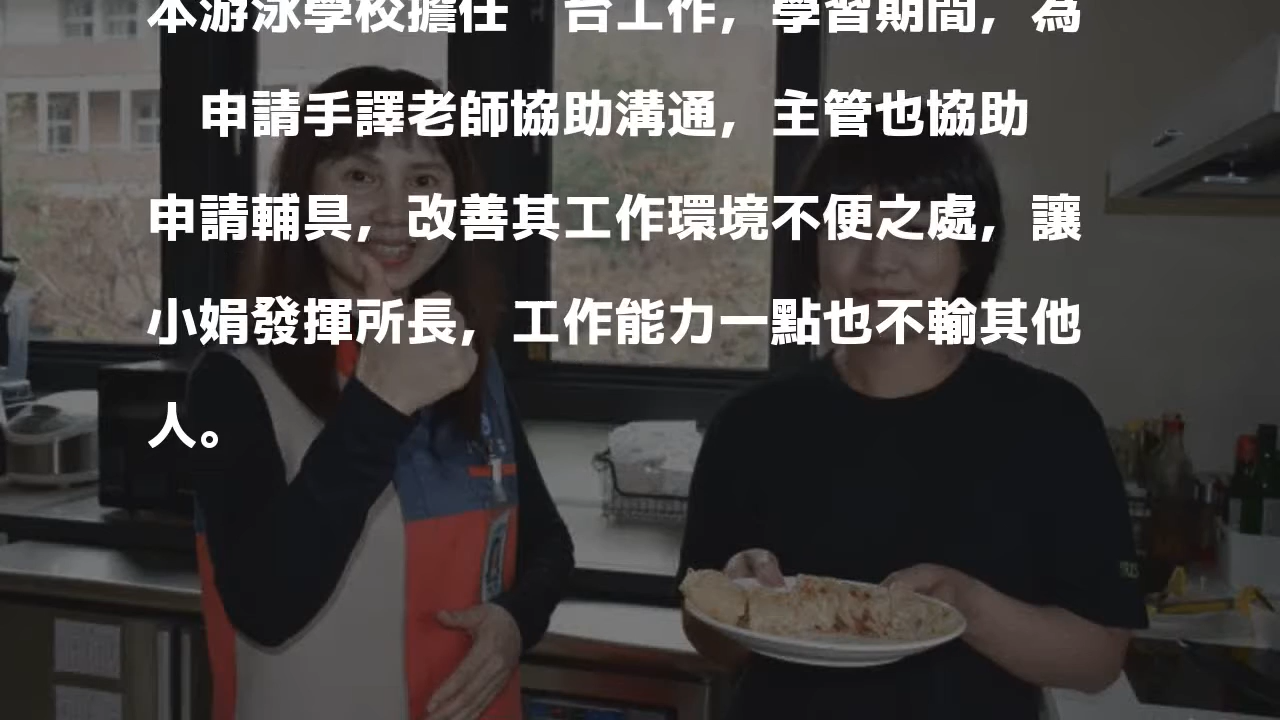 本游泳學校擔任 台工作，學習期間，為
申請手譯老師協助溝通，主管也協助
申請輔具，改善其工作環境不便之處，讓
小娟發揮所長，工作能力一點也不輸其他
人。